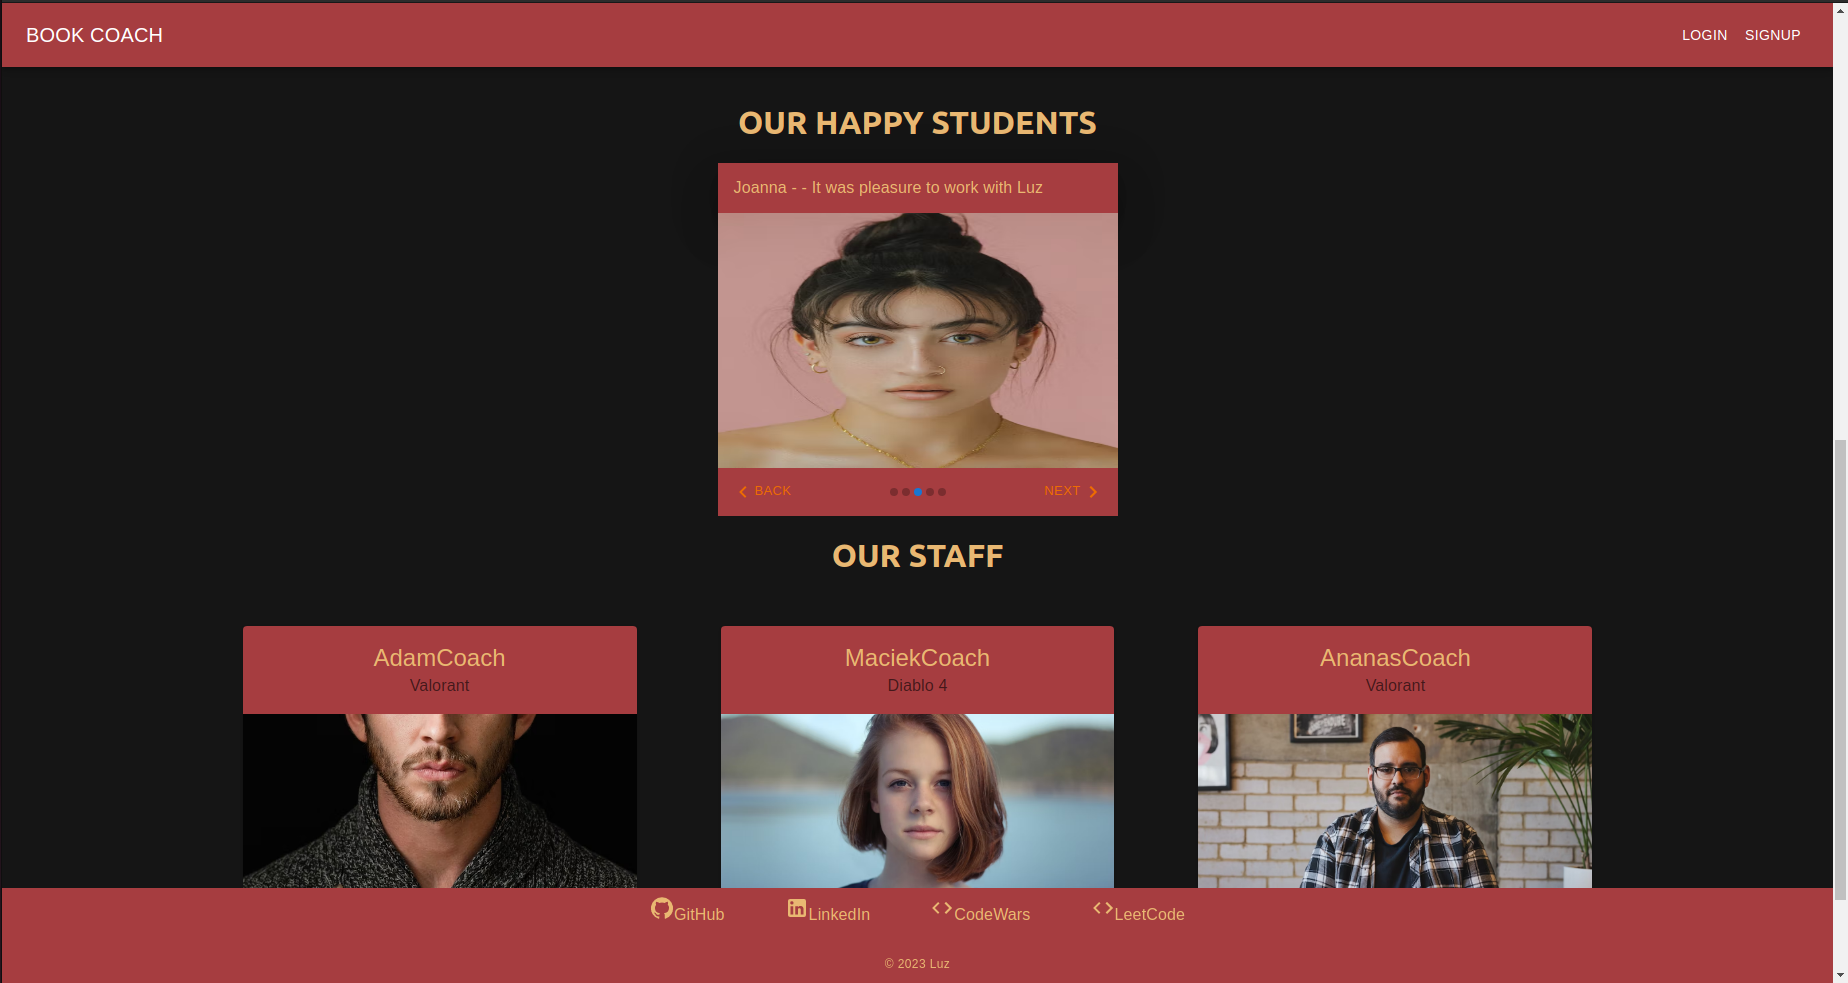 BOOK COACH
LOGIN SIGNUP
OUR HAPPY STUDENTS
Joanna - - It was pleasure to work with Luz
BACK NEXT
OUR STAFF
AdamCoach
Valorant
MaciekCoach
Diablo 4
AnanasCoach
Valorant
GitHub LinkedIn CodeWars LeetCode
© 2023 Luz